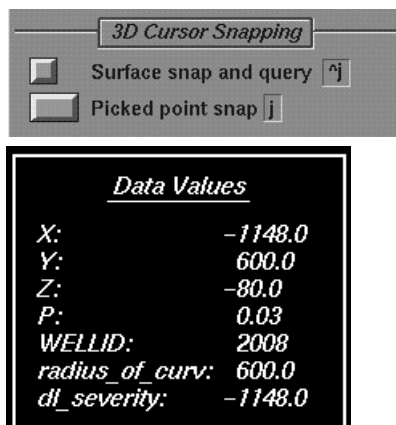 3D Cursor Snapping
Surface snap and query ^j
Picked point snap j
Data Values
X: -1148.0
Y: 600.0
Z: -80.0
P: 0.03
WELLID: 2008
radius_of_curv: 600.0
dl_severity: -1148.0